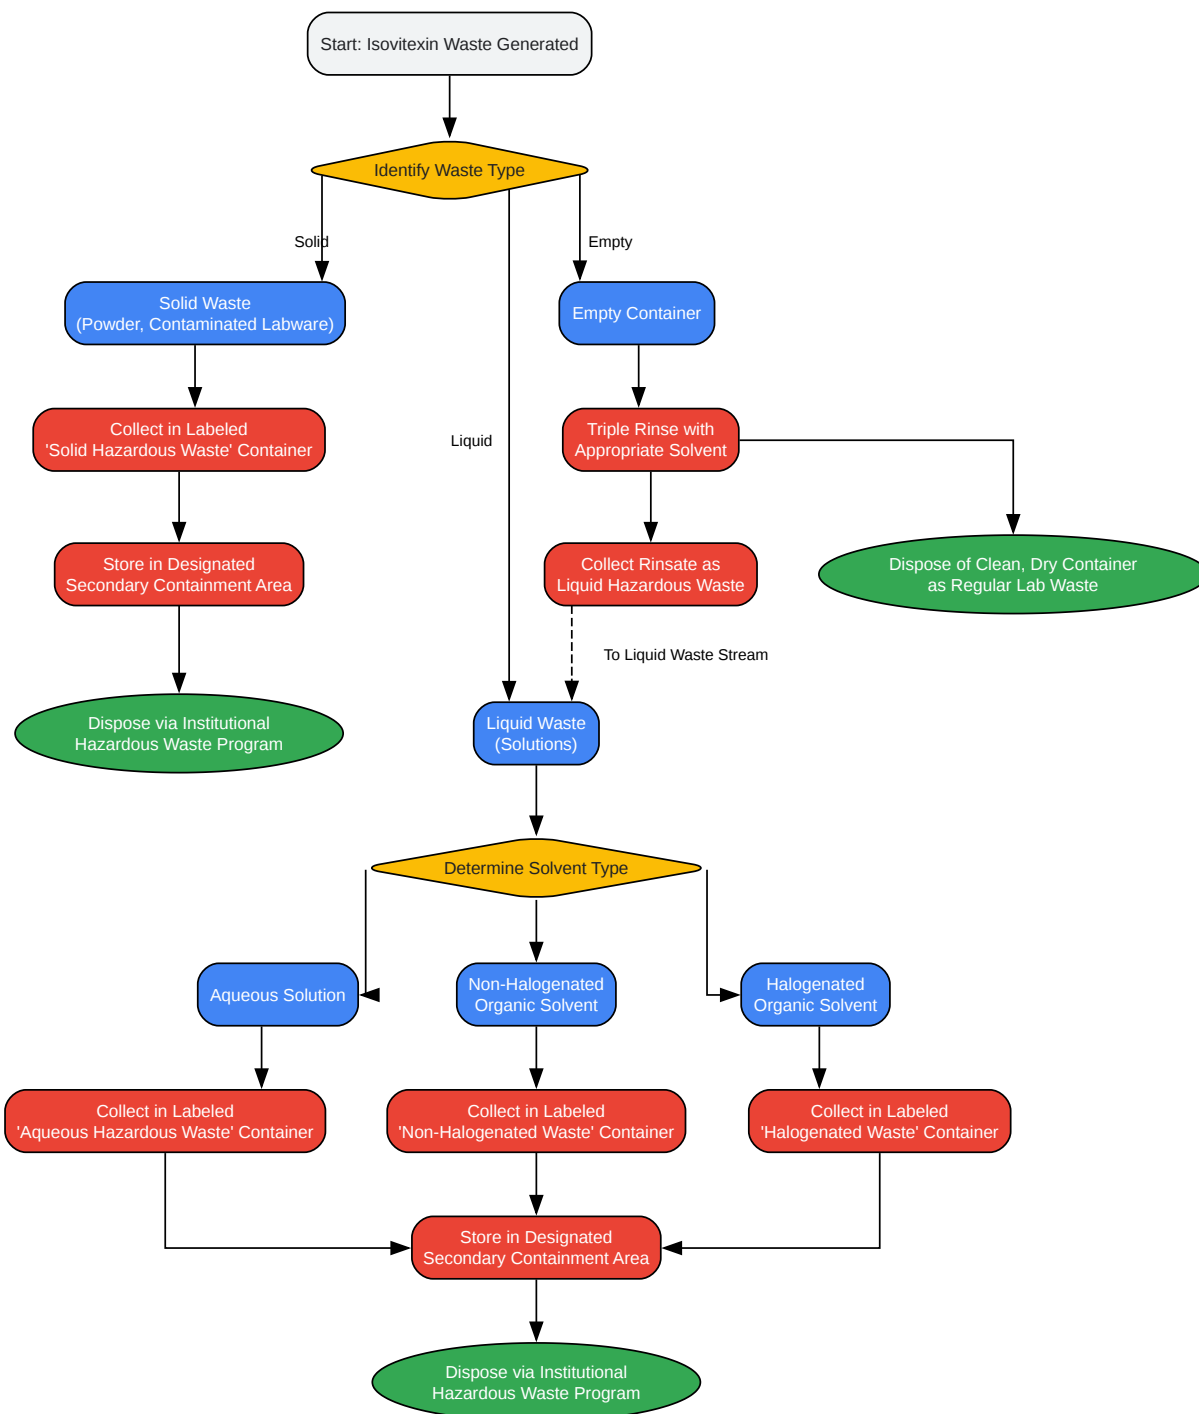 Start: Isovitexin Waste Generated
Identify Waste Type
Solid
Empty
Solid Waste
(Powder, Contaminated Labware)
Empty Container
Collect in Labeled
'Solid Hazardous Waste' Container
Liquid
Triple Rinse with
Appropriate Solvent
Store in Designated
Secondary Containment Area
Collect Rinsate as
Liquid Hazardous Waste
Dispose of Clean, Dry Container
as Regular Lab Waste
To Liquid Waste Stream
Dispose via Institutional
Hazardous Waste Program
Liquid Waste
(Solutions)
Determine Solvent Type
Aqueous Solution
Non-Halogenated
Organic Solvent
Halogenated
Organic Solvent
Collect in Labeled
'Aqueous Hazardous Waste' Container
Collect in Labeled
'Non-Halogenated Waste' Container
Collect in Labeled
'Halogenated Waste' Container
Store in Designated
Secondary Containment Area
Dispose via Institutional
Hazardous Waste Program